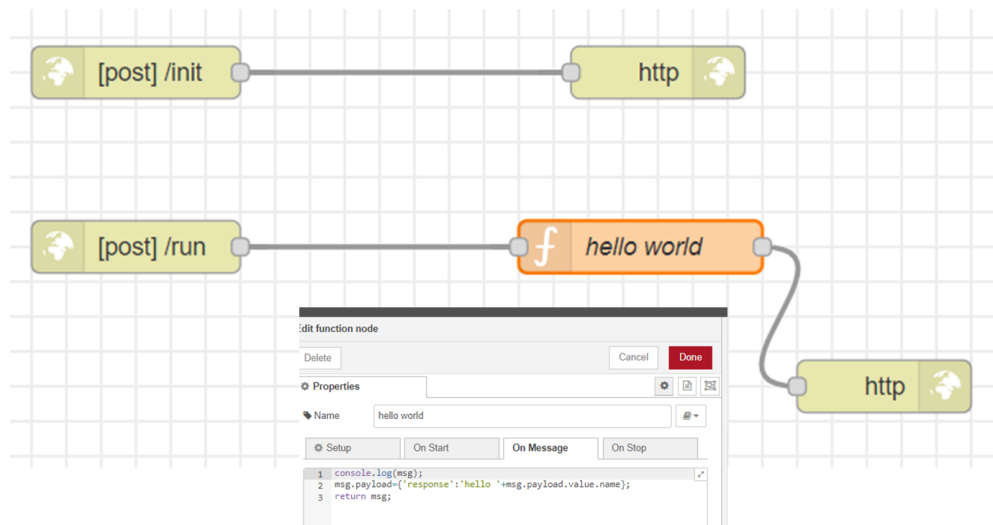 [post] /init
http
[post] /run
hello world
http
Edit function node
Delete
Cancel
Done
Properties
Name
hello world
Setup
On Start
On Message
On Stop
1 console.log(msg);
2 msg.payload={'response':'hello '+msg.payload.value.name};
3 return msg;